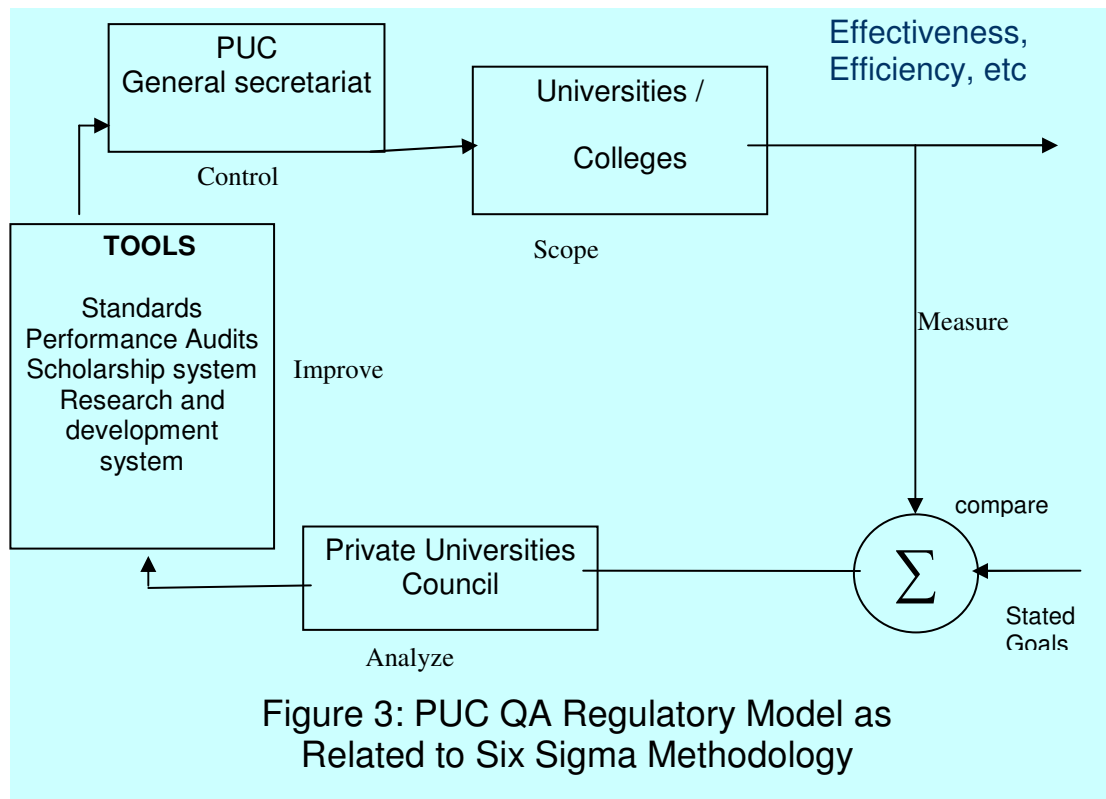 PUC
General secretariat
Effectiveness,
Efficiency, etc
Universities /
Colleges
Control
Scope
TOOLS
Standards
Performance Audits
Scholarship system
Research and
development
system
Improve
Measure
compare
Σ
Stated
Goals
Private Universities
Council
Analyze
Figure 3: PUC QA Regulatory Model as
Related to Six Sigma Methodology